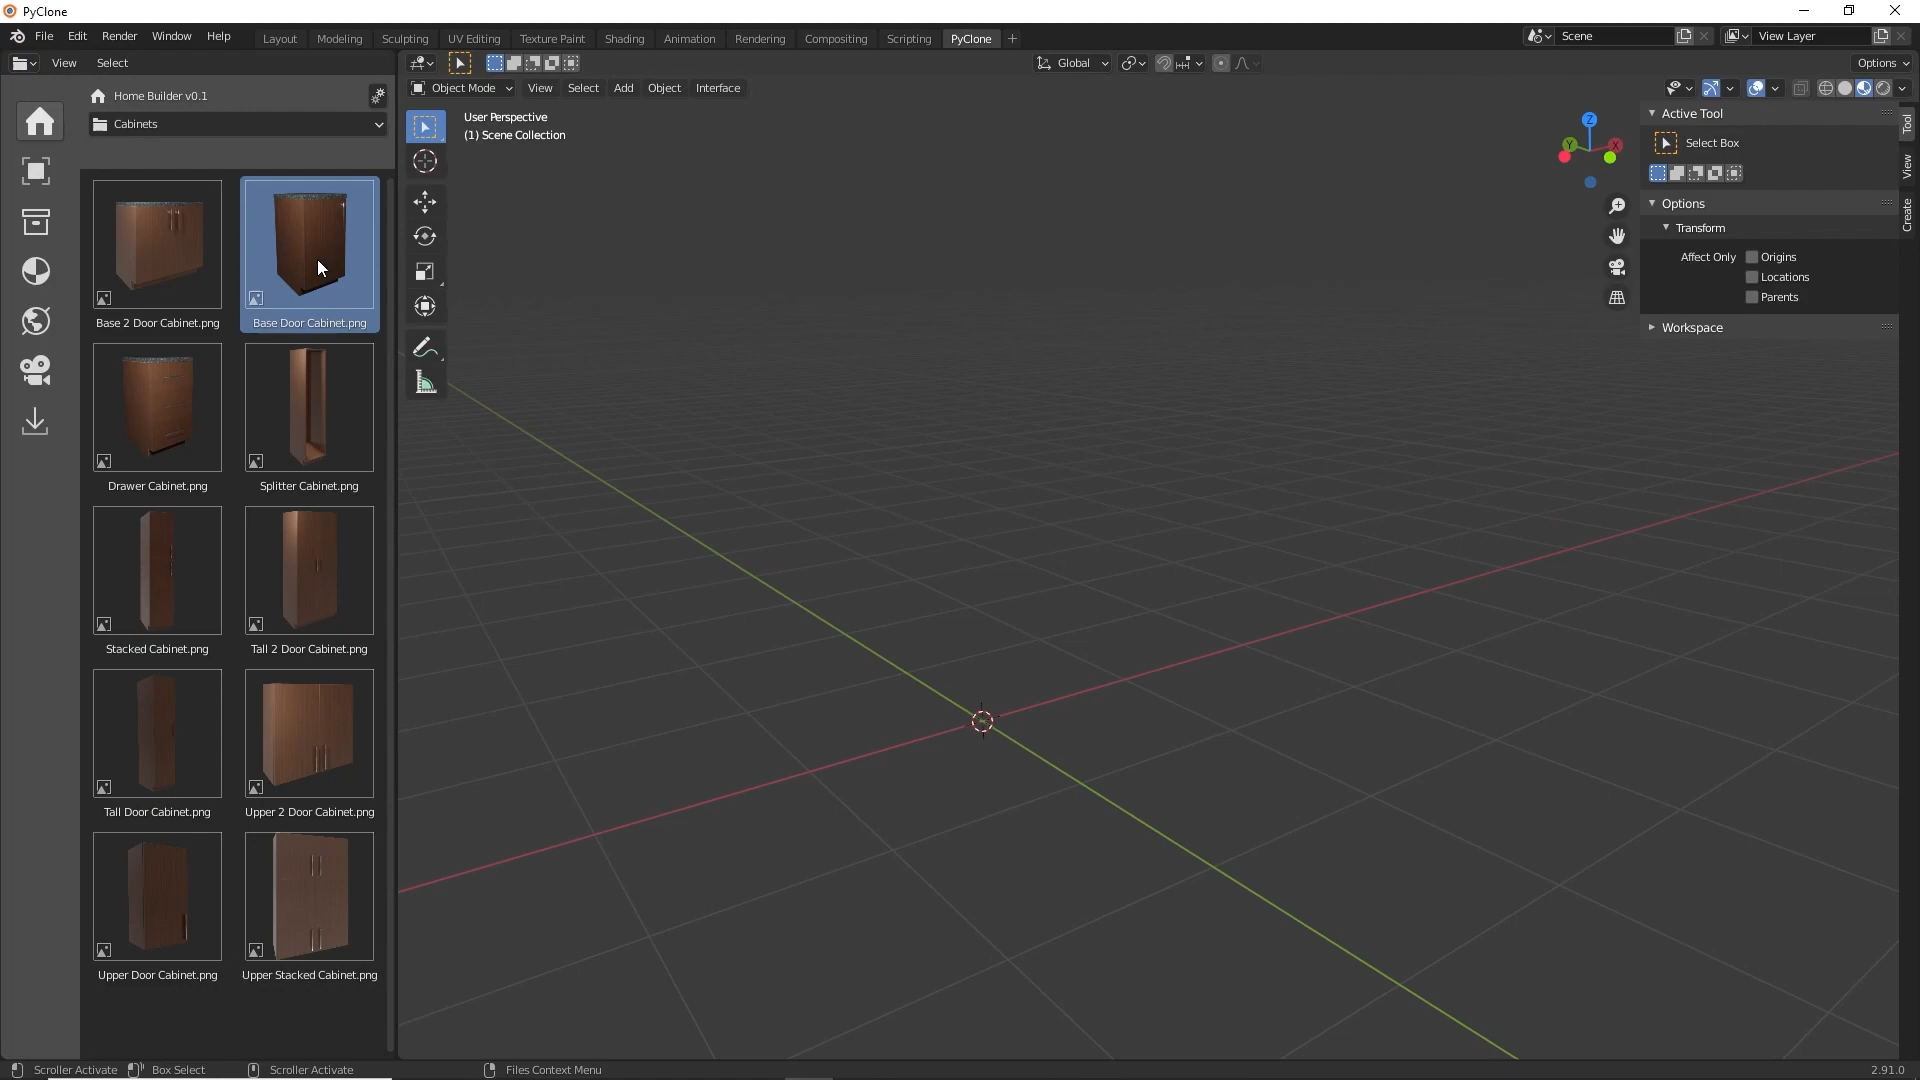 PyClone
File Edit Render Window Help Layout Modeling Sculpting UV Editing Texture Paint Shading Animation Rendering Compositing Scripting PyClone + Scene View Layer
View Select Global Options
Home Builder v0.1 Object Mode View Select Add Object Interface
Cabinets
User Perspective
(1) Scene Collection
Z
Y
X
Active Tool
Select Box
Options
Transform
Affect Only Origins
Locations
Parents
Workspace
Tool
View
Create
Base 2 Door Cabinet.png Base Door Cabinet.png
Drawer Cabinet.png Splitter Cabinet.png
Stacked Cabinet.png Tall 2 Door Cabinet.png
Tall Door Cabinet.png Upper 2 Door Cabinet.png
Upper Door Cabinet.png Upper Stacked Cabinet.png
Scroller Activate Box Select Scroller Activate Files Context Menu 2.91.0